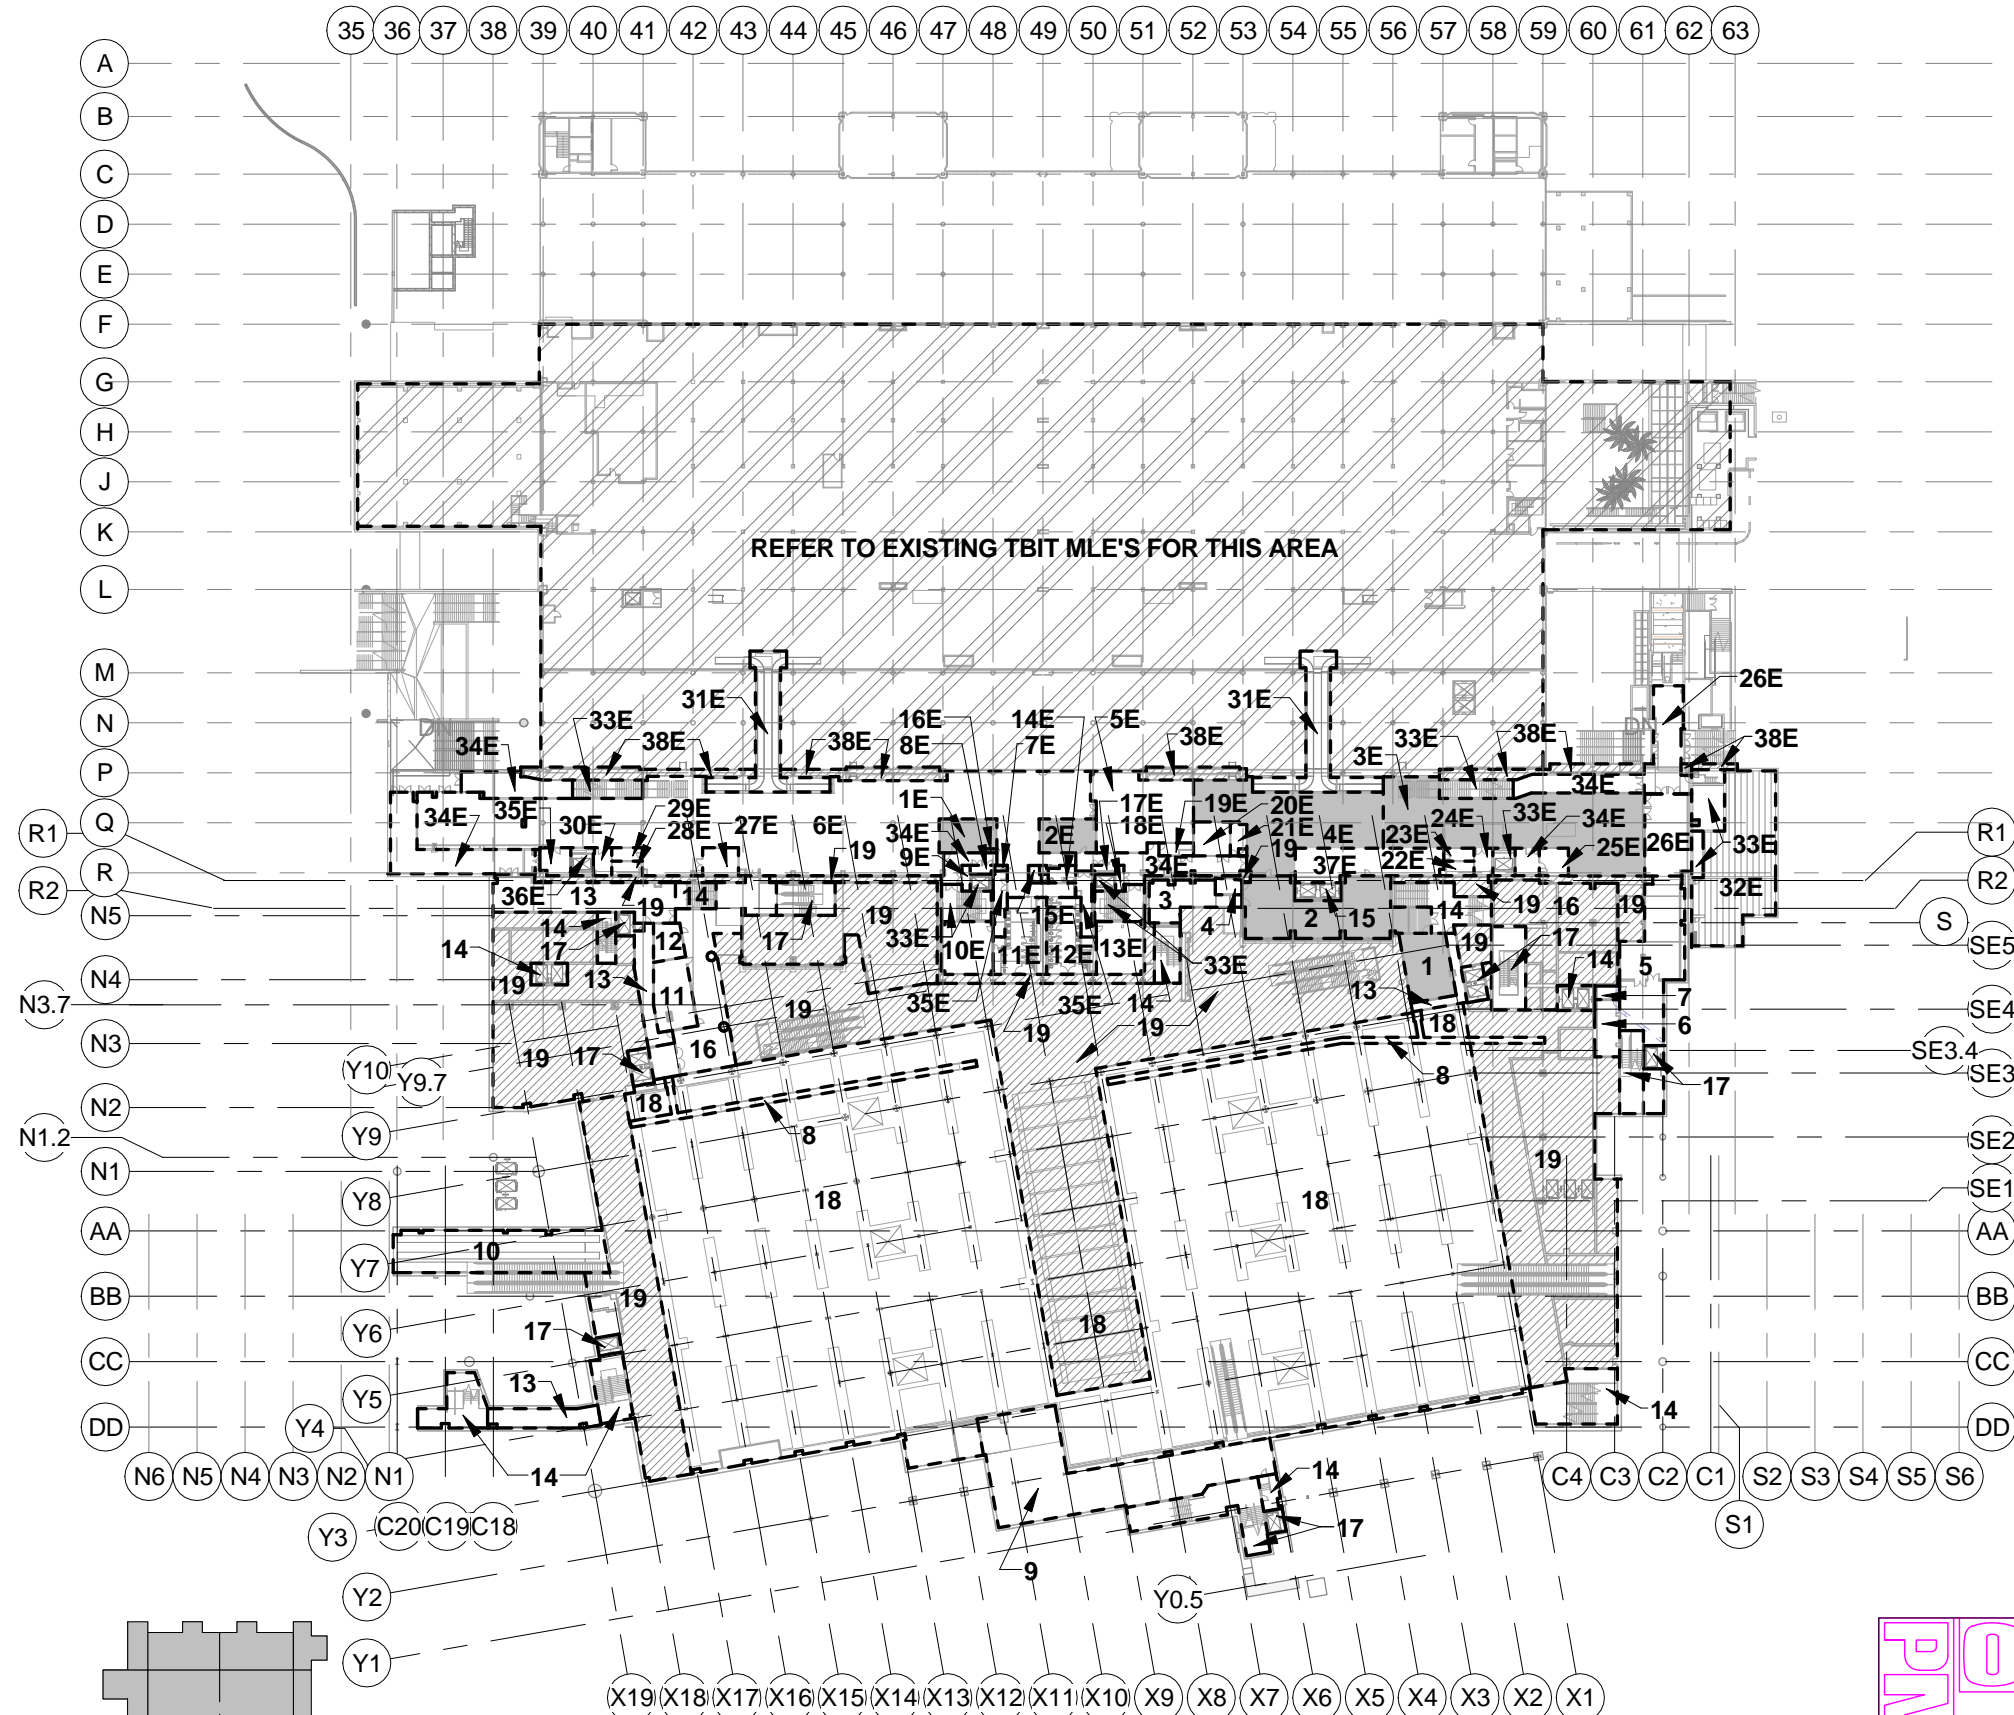 35 36 37 38 39 40 41 42 43 44 45 46 47 48 49 50 51 52 53 54 55 56 57 58 59 60 61 62 63
A
B
C
D
E
F
G
H
J
K
REFER TO EXISTING TBIT MLE'S FOR THIS AREA
L
M
26E
31E 31E
N
33E 16E 14E 5E
34E 38E 8E 7E 38E 38E 3E 33E 38E 38E
P
34E
1E 17E 19E 20E
Q 34E 35E 30E 29E 28E 27E 6E 34E 2E 18E 21E 4E 24E 33E 34E
R1 23E 26E 33E R1
9E 34E 19 37E 22E 25E
R
R2 36E 13 19 14 19 3 32E R2
N5 19 15E 4 2 15 14 19 16 19 S
14 17 12 17 19 33E 10E 11E 12E 13E 33E 19 17 SE5
14 5
N4 19 13 11 1 14
N3.7 19 35E 35E 14 13 7 SE4
19 19 18 6
N3 19 17 16 19 SE3.4
Y10 Y9.7 8 SE3
17
N2 18
N1.2 Y9 8 SE2
N1 19
Y8 18 18 SE1
AA AA
10
Y7
BB 19 BB
Y6 17 18
CC CC
Y5 13
14
DD Y4 DD
N6 N5 N4 N3 N2 N1 14 14 C4 C3 C2 C1 S2 S3 S4 S5 S6
Y3 C20 C19 C18 17 S1
9
Y2 Y0.5
Y1
X19 X18 X17 X16 X15 X14 X13 X12 X11 X10 X9 X8 X7 X6 X5 X4 X3 X2 X1